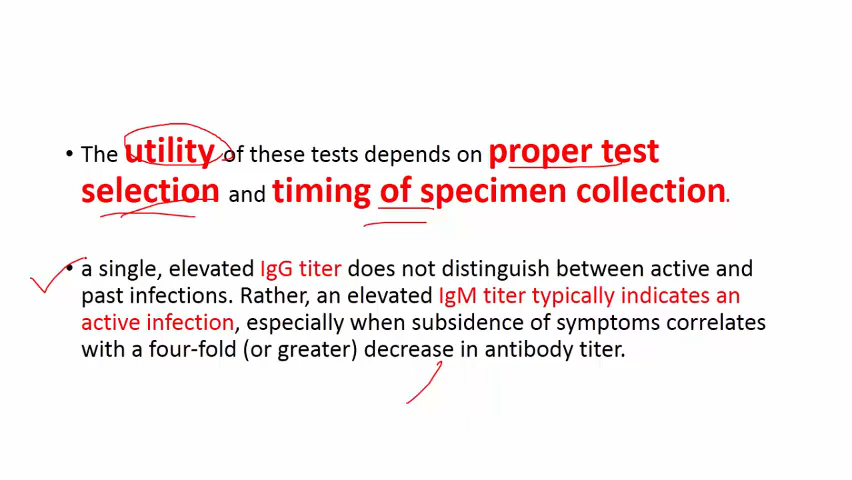 • The utility of these tests depends on proper test
selection and timing of specimen collection.
• a single, elevated IgG titer does not distinguish between active and
past infections. Rather, an elevated IgM titer typically indicates an
active infection, especially when subsidence of symptoms correlates
with a four-fold (or greater) decrease in antibody titer.